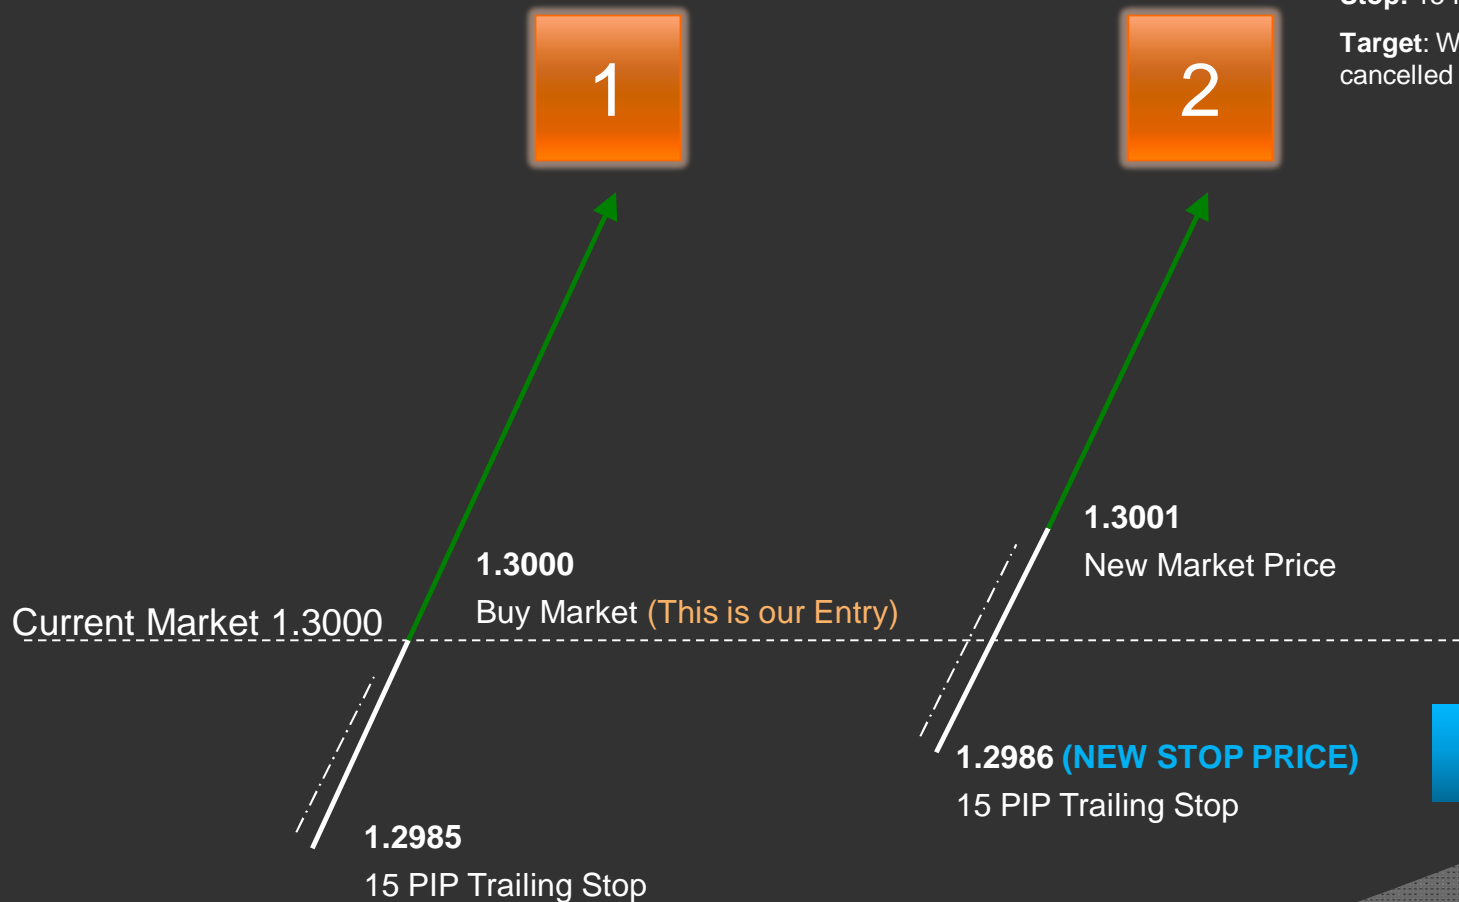 1
2
Target: W
cancelled
1.3001
New Market Price
1.3000
Buy Market (This is our Entry)
Current Market 1.3000
1.2986 (NEW STOP PRICE)
15 PIP Trailing Stop
1.2985
15 PIP Trailing Stop